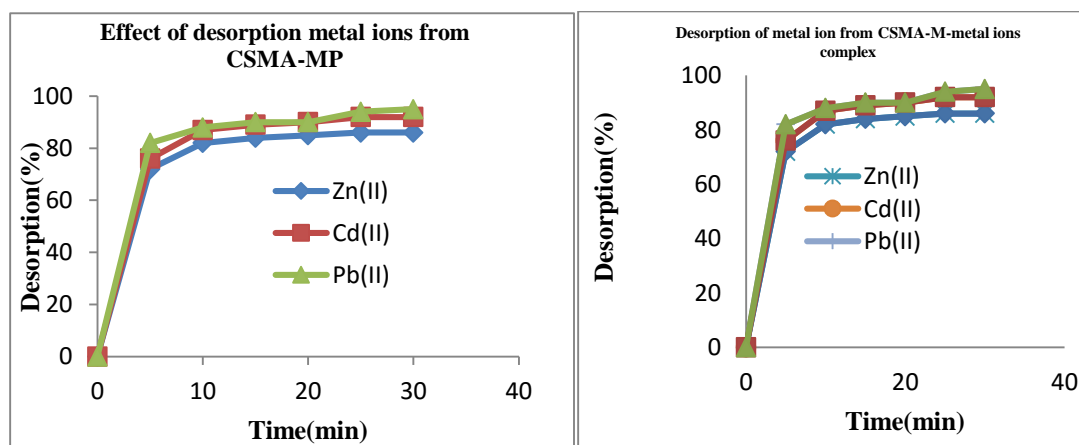 Effect of desorption metal ions from
CSMA-MP
Desorption(%)
100
80
60
40
20
0
Zn(II)
Cd(II)
Pb(II)
0 10 20 30 40
Time(min)
Desorption of metal ion from CSMA-M-metal ions
complex
Desorption(%)
100
80
60
40
20
0
Zn(II)
Cd(II)
Pb(II)
0 20 40
Time(min)